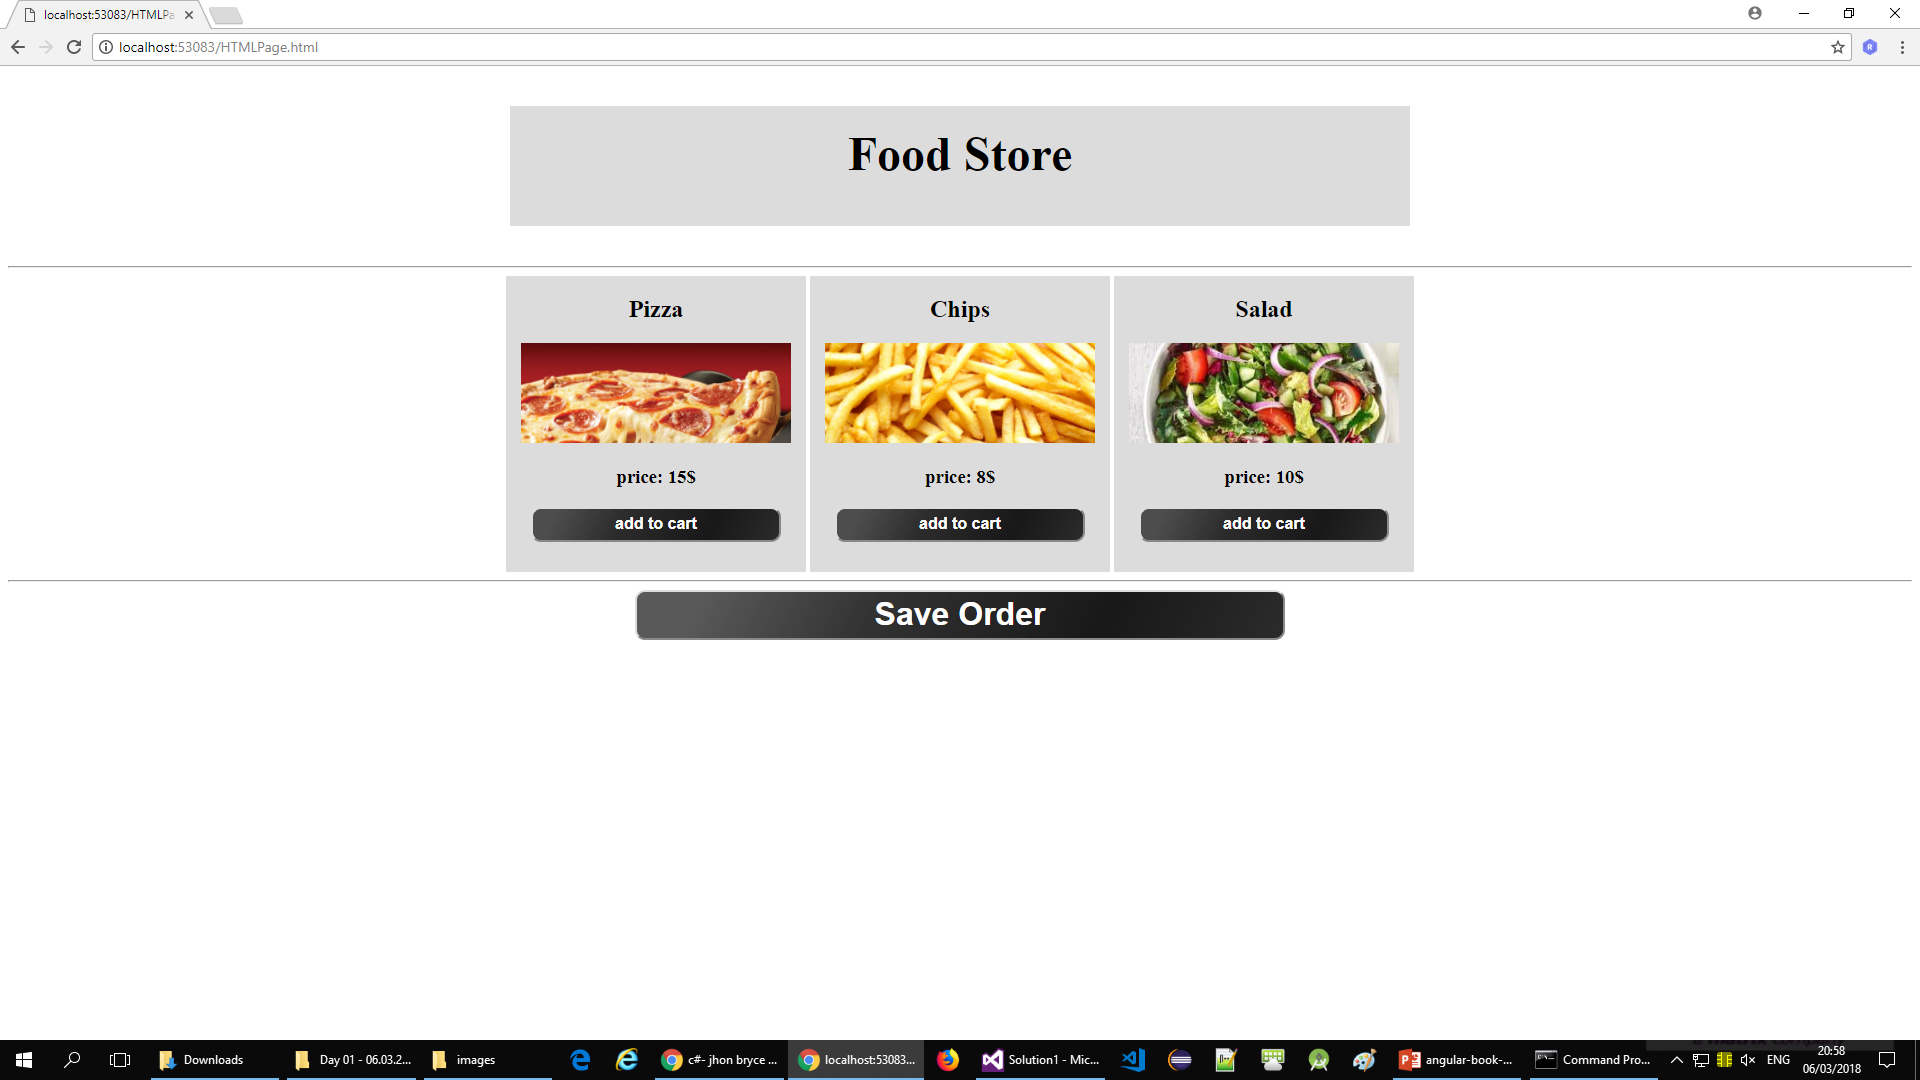 localhost:53083/HTMLPa
localhost:53083/HTMLPage.html
Food Store
Pizza
Chips
Salad
price: 15$
price: 8$
price: 10$
add to cart
add to cart
add to cart
Save Order
Downloads
Day 01 - 06.03.2...
images
c#- jhon bryce ...
localhost:53083...
Solution1 - Mic...
angular-book-...
Command Pro...
ENG
20:58
06/03/2018